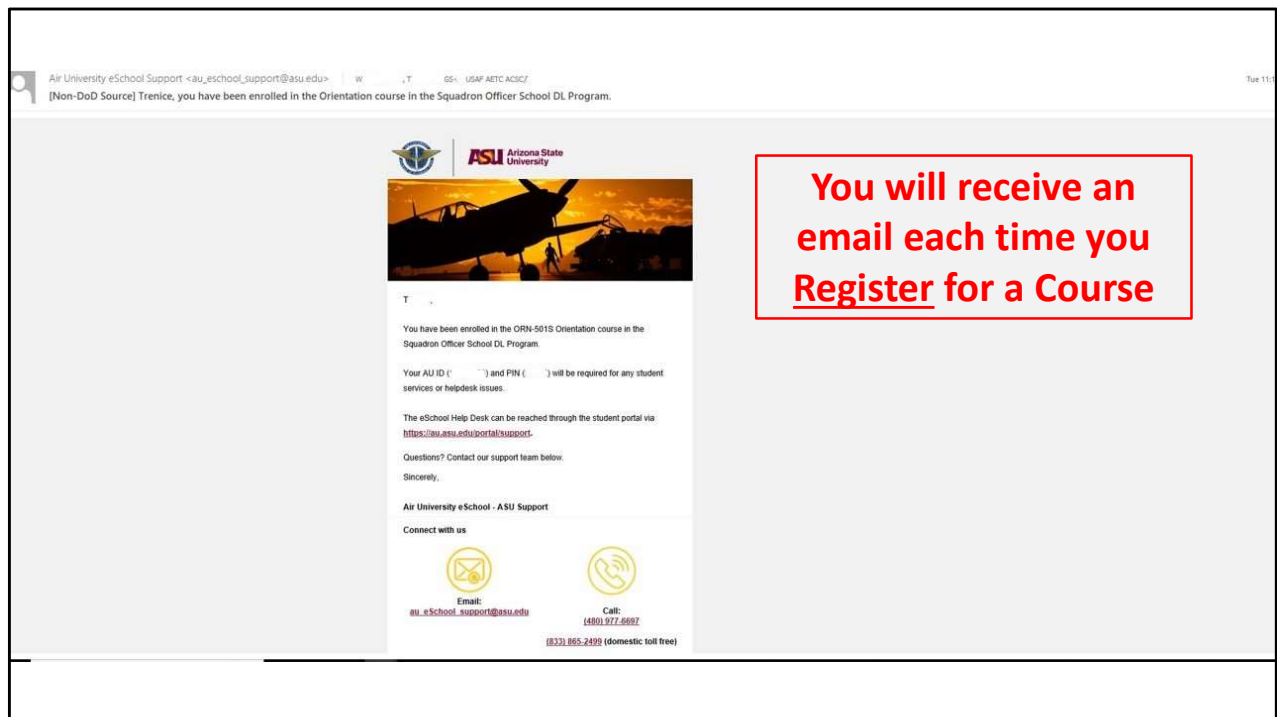 Air University eSchool Support <au_eschool_support@asu.edu> W , T GS- USAF AETC ACSC/
Tue 11:1
[Non-DoD Source] Trenice, you have been enrolled in the Orientation course in the Squadron Officer School DL Program.
ASU Arizona State
University
You will receive an
email each time you
Register for a Course
T ,
You have been enrolled in the ORN-501S Orientation course in the
Squadron Officer School DL Program.
Your AU ID ( ) and PIN ( ) will be required for any student
services or helpdesk issues.
The eSchool Help Desk can be reached through the student portal via
https://au.asu.edu/portal/support.
Questions? Contact our support team below.
Sincerely,
Air University eSchool - ASU Support
Connect with us
Email:
au_eSchool_support@asu.edu
Call:
(480) 977-6697
(833) 865-2499 (domestic toll free)